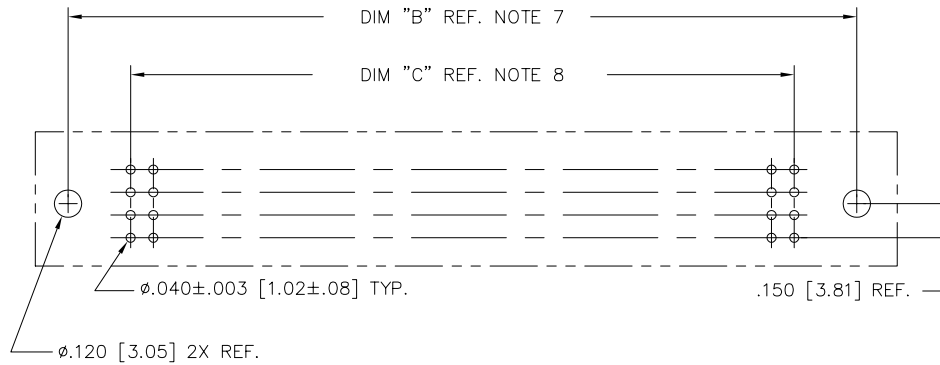 DIM "B" REF. NOTE 7
DIM "C" REF. NOTE 8
ø.040±.003 [1.02±.08] TYP.
.150 [3.81] REF.
ø.120 [3.05] 2X REF.